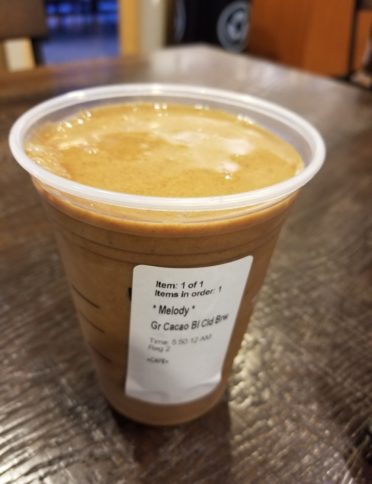 Item: 1 of 1
Items in order: 1
* Melody *
Gr Cacao Bl Cld Brw
Time: 5:50:12 AM
Reg 2
>CAFE<